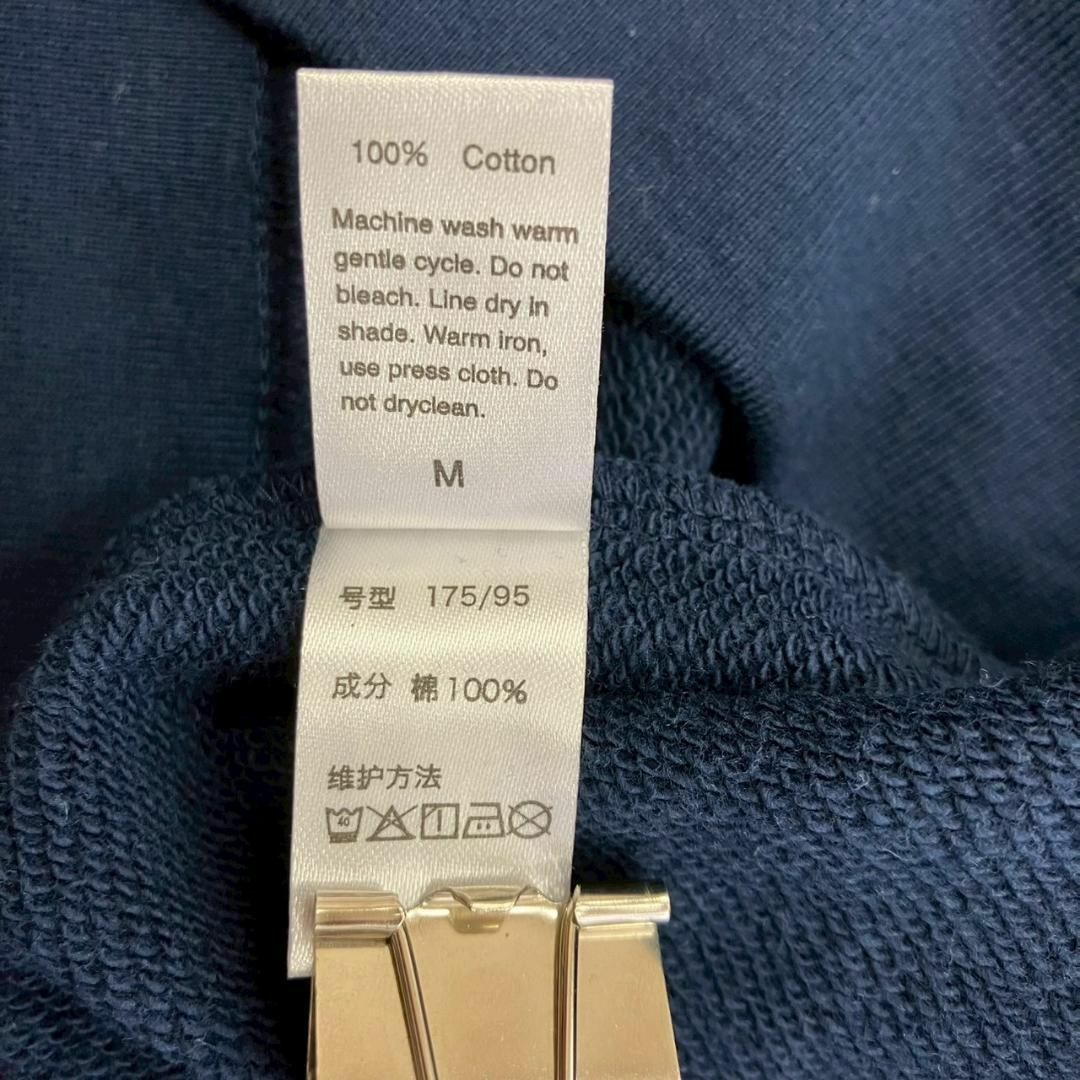 100% Cotton
Machine wash warm
gentle cycle. Do not
bleach. Line dry in
shade. Warm iron,
use press cloth. Do
not dryclean.
M
号型 175/95
成分 棉100%
维护方法
40